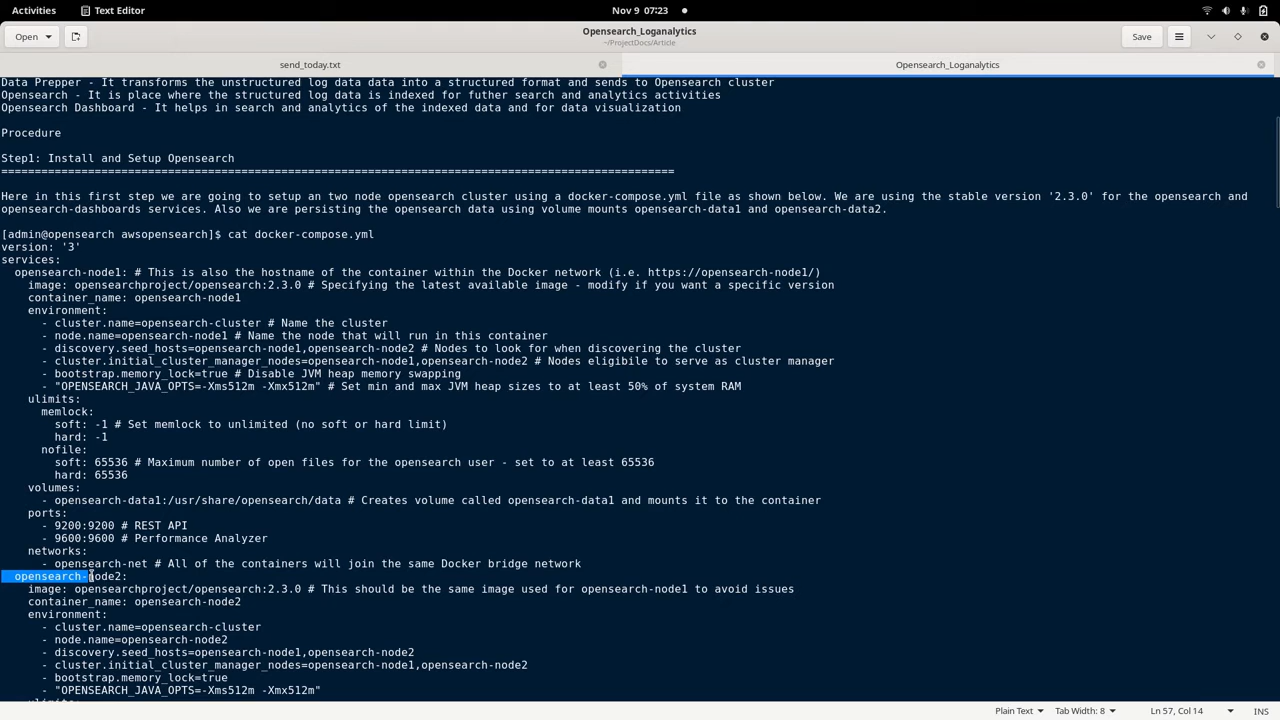 Activities
Text Editor
Nov 9 07:23
Open
Opensearch_Loganalytics
~/ProjectDocs/Article
Save
send_today.txt
Opensearch_Loganalytics
Data Prepper - It transforms the unstructured log data data into a structured format and sends to Opensearch cluster
Opensearch - It is place where the structured log data is indexed for futher search and analytics activities
Opensearch Dashboard - It helps in search and analytics of the indexed data and for data visualization
Procedure
Step1: Install and Setup Opensearch
=====================================================================================================
Here in this first step we are going to setup an two node opensearch cluster using a docker-compose.yml file as shown below. We are using the stable version '2.3.0' for the opensearch and
opensearch-dashboards services. Also we are persisting the opensearch data using volume mounts opensearch-data1 and opensearch-data2.
[admin@opensearch awsopensearch]$ cat docker-compose.yml
version: '3'
services:
  opensearch-node1: # This is also the hostname of the container within the Docker network (i.e. https://opensearch-node1/)
    image: opensearchproject/opensearch:2.3.0 # Specifying the latest available image - modify if you want a specific version
    container_name: opensearch-node1
    environment:
      - cluster.name=opensearch-cluster # Name the cluster
      - node.name=opensearch-node1 # Name the node that will run in this container
      - discovery.seed_hosts=opensearch-node1,opensearch-node2 # Nodes to look for when discovering the cluster
      - cluster.initial_cluster_manager_nodes=opensearch-node1,opensearch-node2 # Nodes eligibile to serve as cluster manager
      - bootstrap.memory_lock=true # Disable JVM heap memory swapping
      - "OPENSEARCH_JAVA_OPTS=-Xms512m -Xmx512m" # Set min and max JVM heap sizes to at least 50% of system RAM
    ulimits:
      memlock:
        soft: -1 # Set memlock to unlimited (no soft or hard limit)
        hard: -1
      nofile:
        soft: 65536 # Maximum number of open files for the opensearch user - set to at least 65536
        hard: 65536
    volumes:
      - opensearch-data1:/usr/share/opensearch/data # Creates volume called opensearch-data1 and mounts it to the container
    ports:
      - 9200:9200 # REST API
      - 9600:9600 # Performance Analyzer
    networks:
      - opensearch-net # All of the containers will join the same Docker bridge network
  opensearch-node2:
    image: opensearchproject/opensearch:2.3.0 # This should be the same image used for opensearch-node1 to avoid issues
    container_name: opensearch-node2
    environment:
      - cluster.name=opensearch-cluster
      - node.name=opensearch-node2
      - discovery.seed_hosts=opensearch-node1,opensearch-node2
      - cluster.initial_cluster_manager_nodes=opensearch-node1,opensearch-node2
      - bootstrap.memory_lock=true
      - "OPENSEARCH_JAVA_OPTS=-Xms512m -Xmx512m"
Plain Text
Tab Width: 8
Ln 57, Col 14
INS